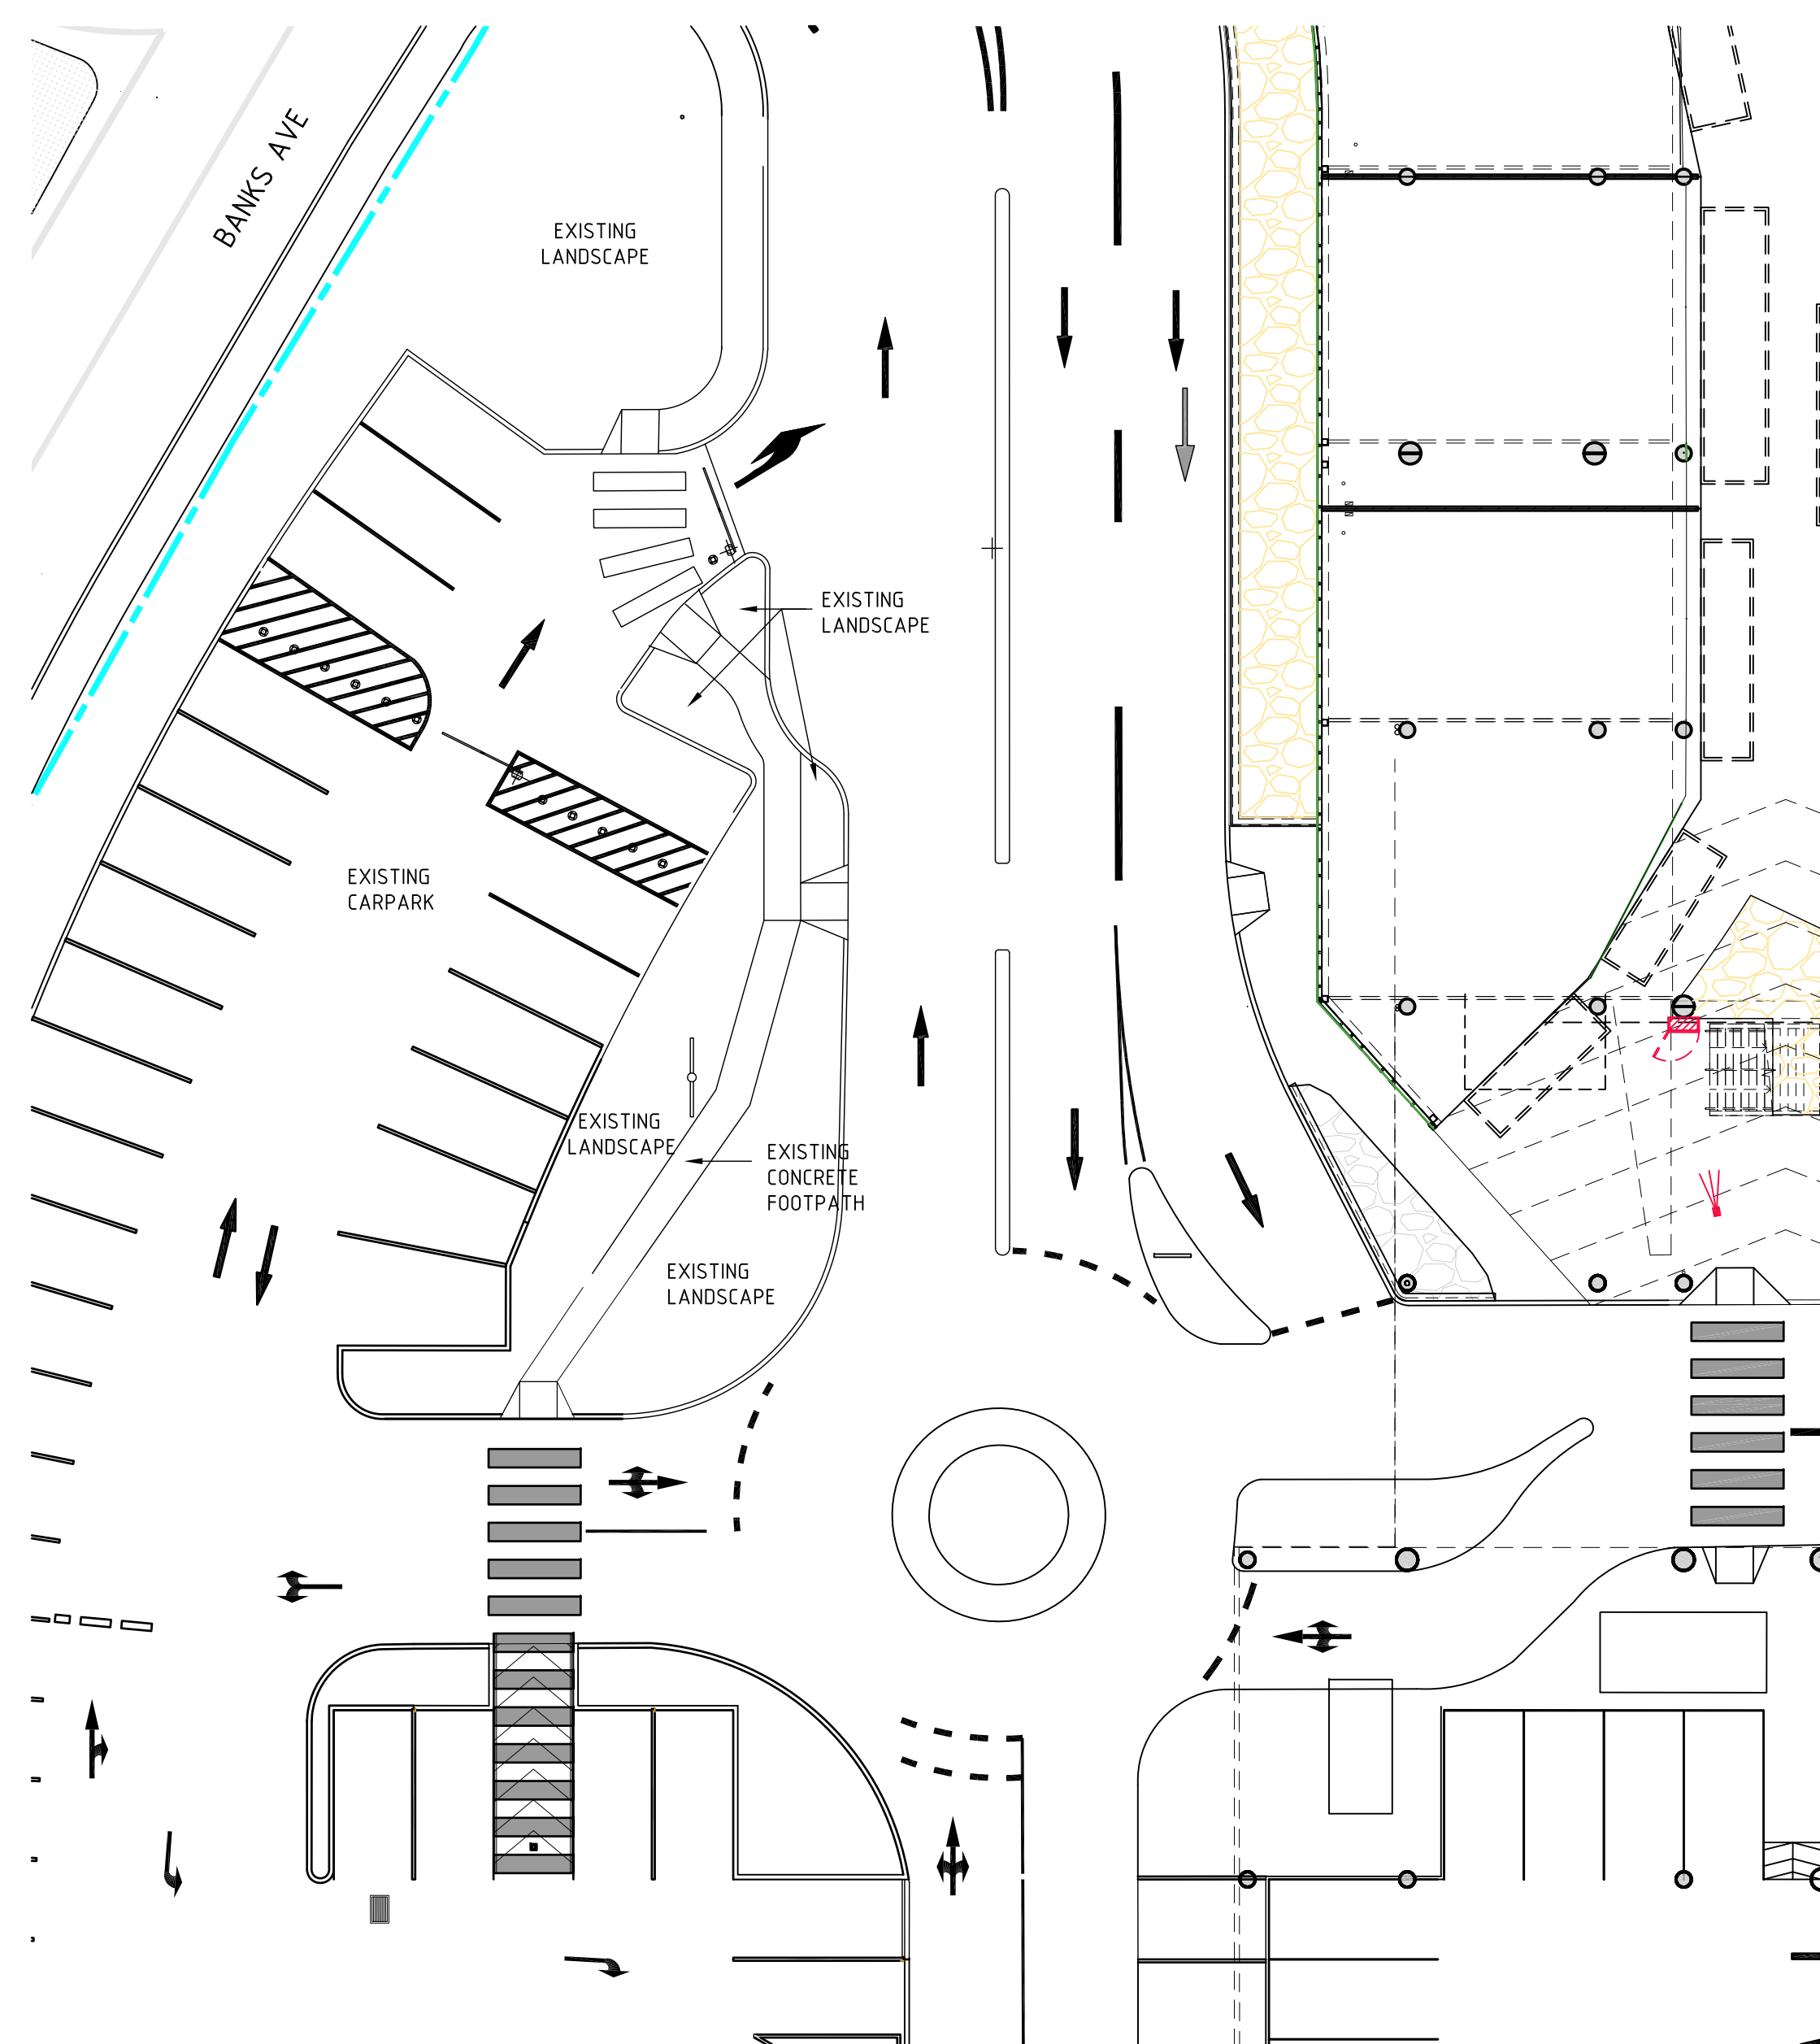 BANKS AVE
EXISTING
LANDSCAPE
EXISTING
LANDSCAPE
EXISTING
CARPARK
EXISTING
LANDSCAPE
EXISTING
CONCRETE
FOOTPATH
EXISTING
LANDSCAPE